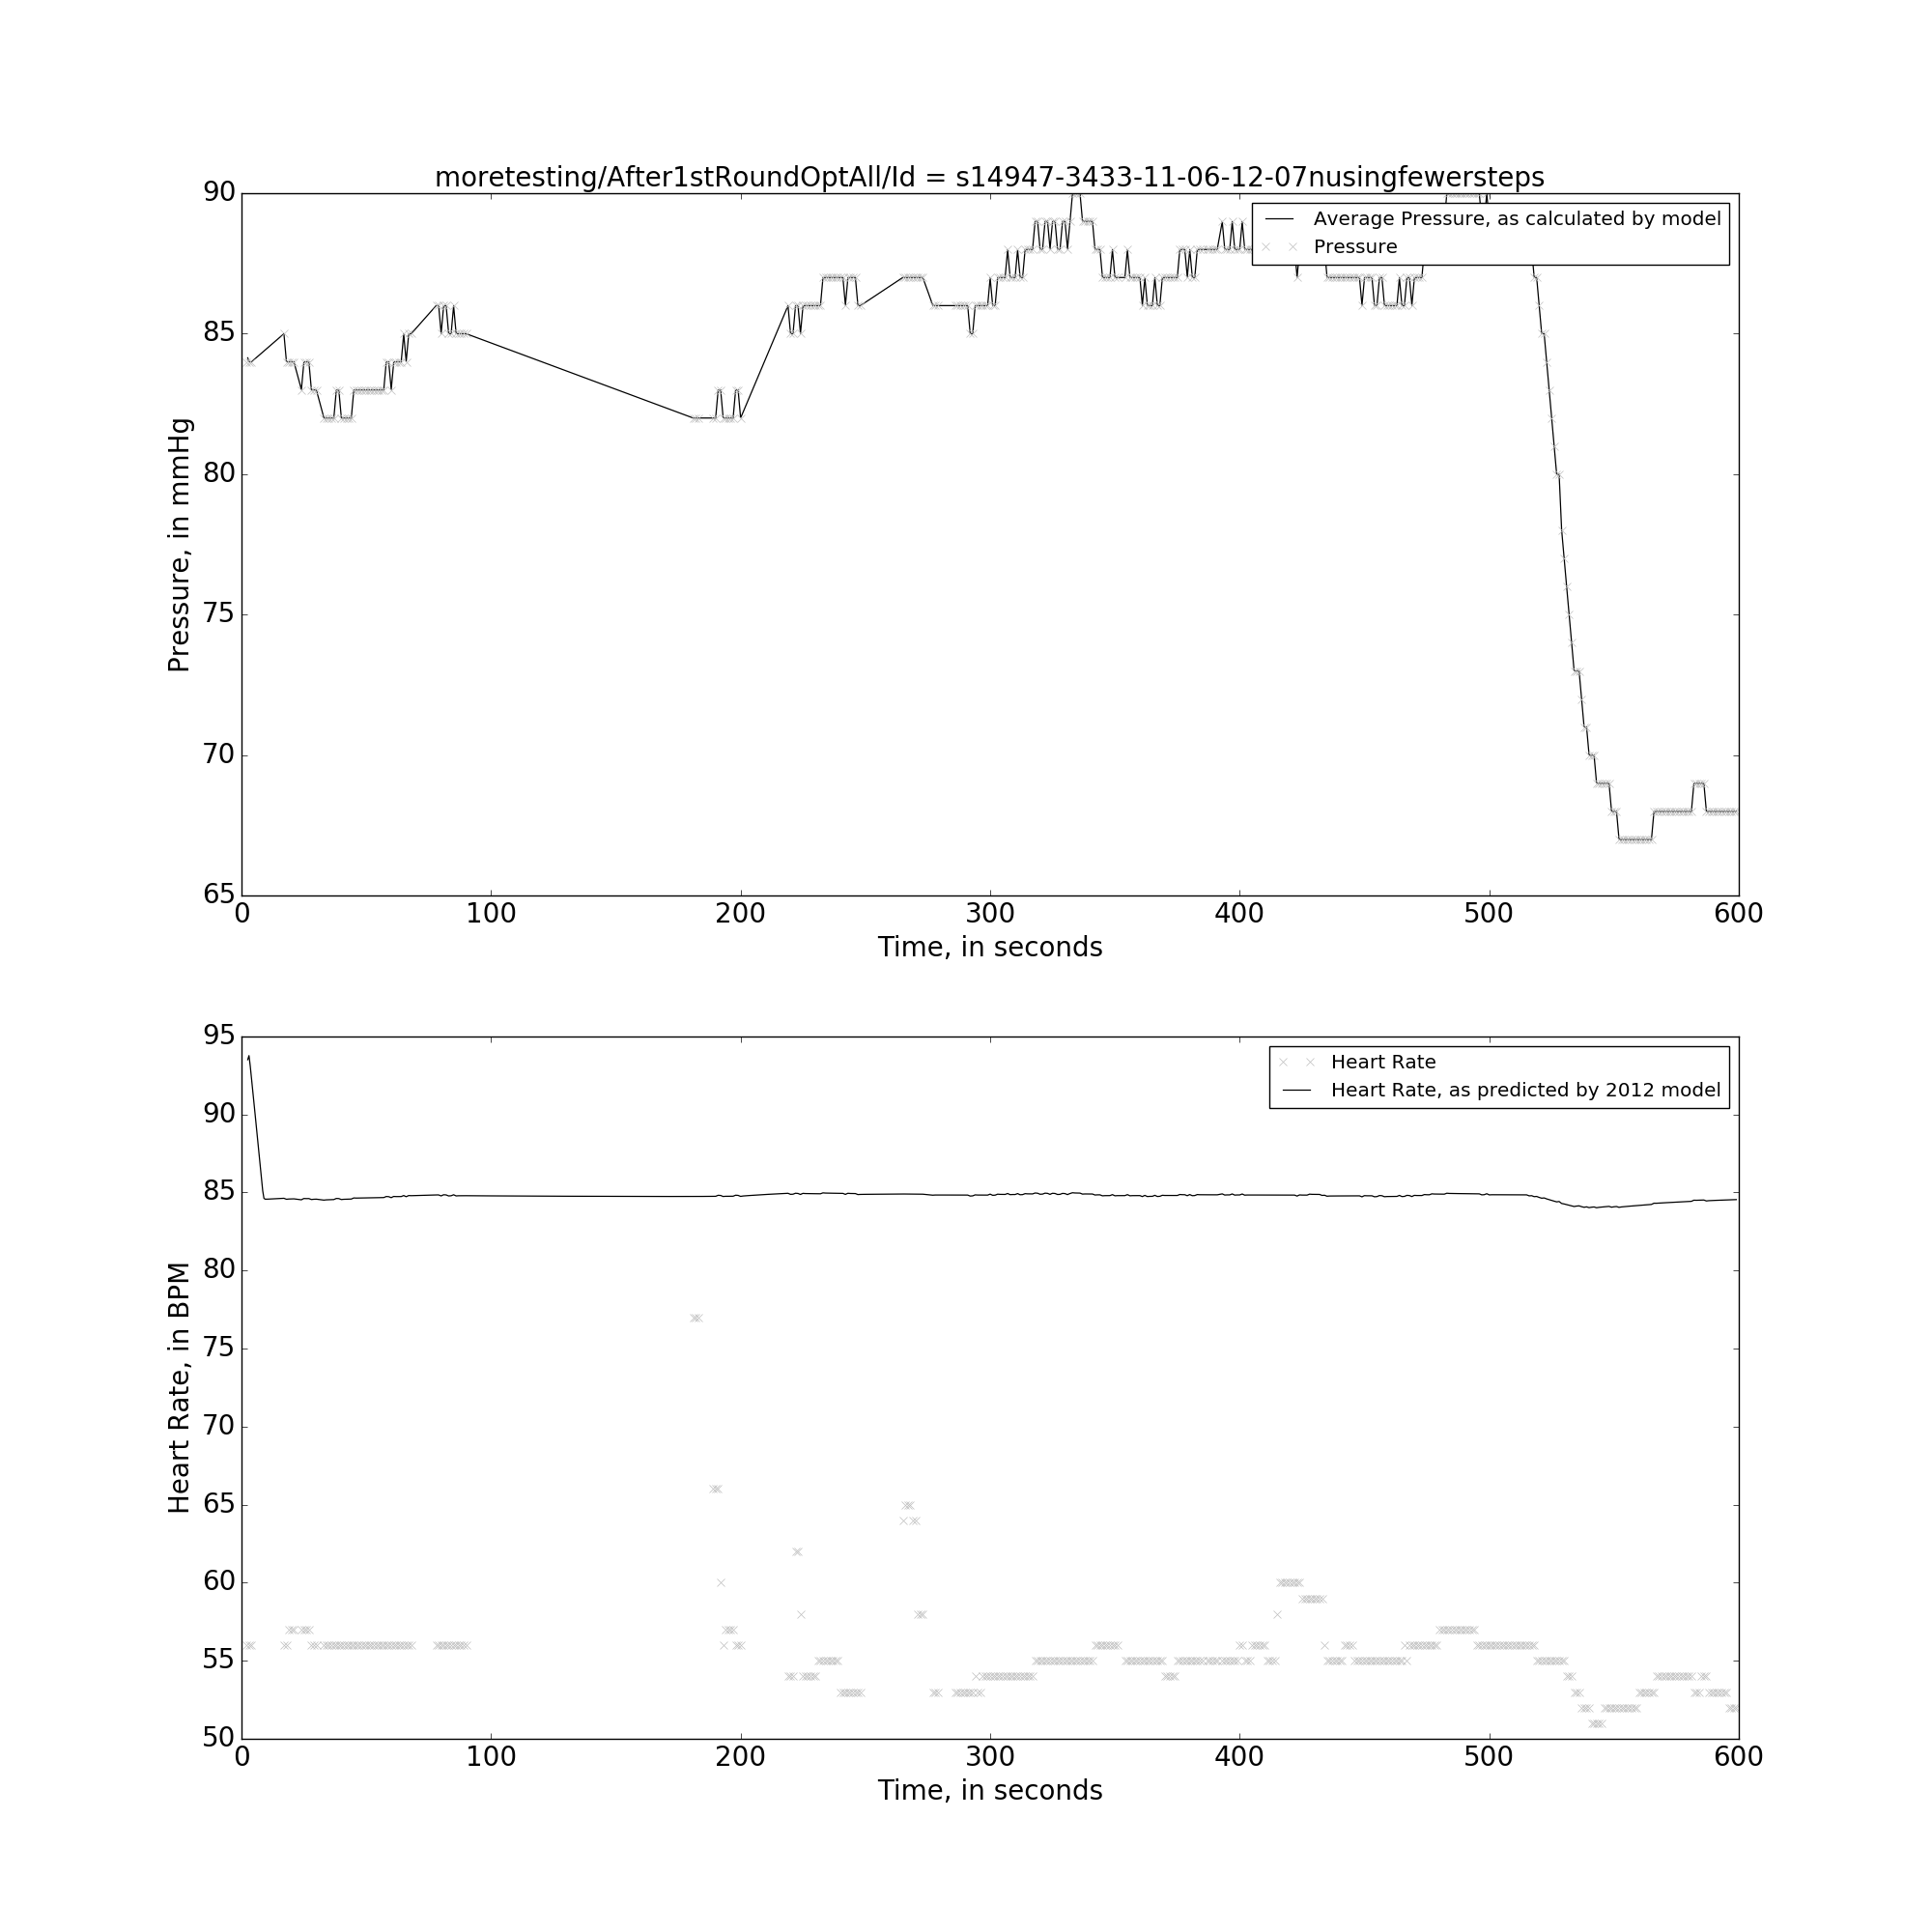 moretesting/After1stRoundOptAll/Id = s14947-3433-11-06-12-07nusingfewersteps
90
85
80
75
70
65
Pressure, in mmHg
Average Pressure, as calculated by model
Pressure
0 100 200 300 400 500 600
Time, in seconds
95
90
85
80
75
70
65
60
55
50
Heart Rate, in BPM
Heart Rate
Heart Rate, as predicted by 2012 model
0 100 200 300 400 500 600
Time, in seconds